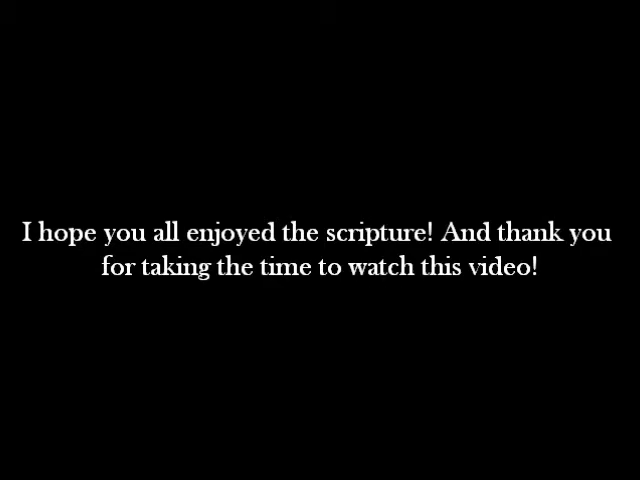 I hope you all enjoyed the scripture! And thank you
for taking the time to watch this video!